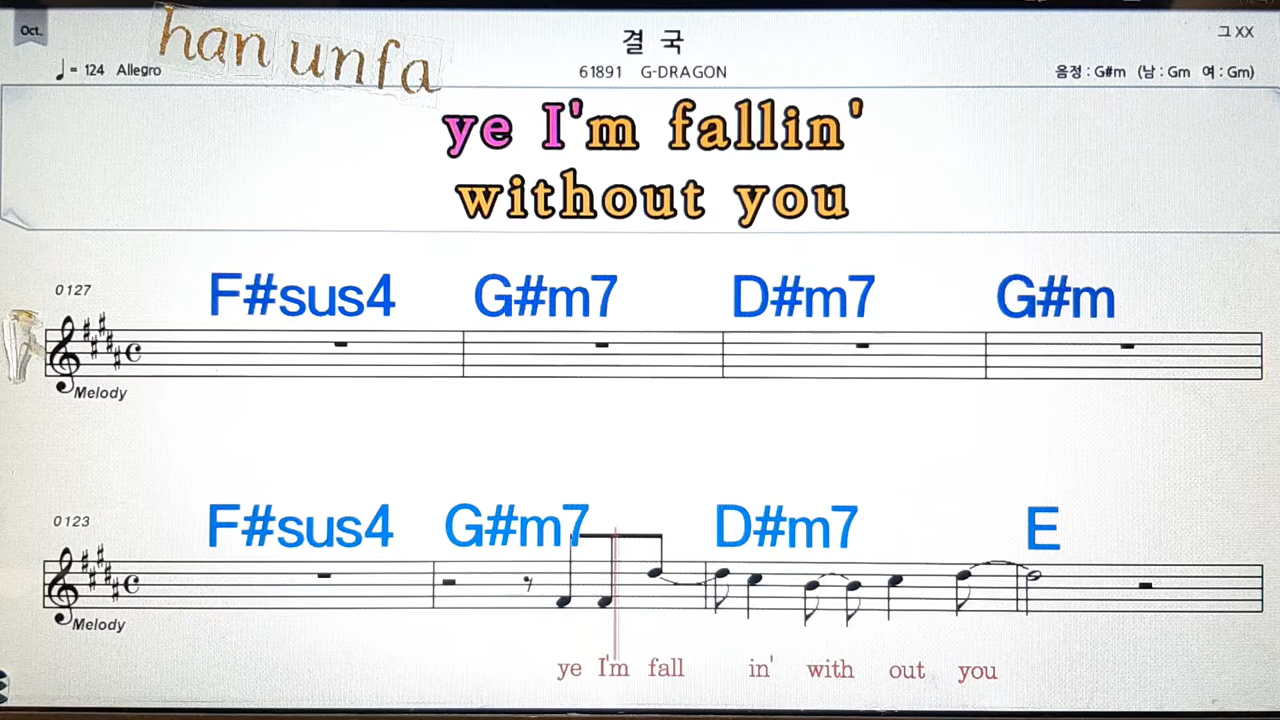 Oct.
han unfa
결 국
그 XX
♩= 124 Allegro
61891 G-DRAGON
음정 : G#m (남 : Gm 여 : Gm)
ye I'm fallin'
without you
0127
F#sus4 G#m7 D#m7 G#m
Melody
0123
F#sus4 G#m7 D#m7 E
Melody
ye I'm fall in' with out you